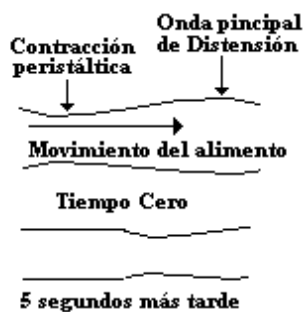 Onda pincipal
de Distensión
Contracción
peristáltica
Movimiento del alimento
Tiempo Cero
5 segundos más tarde